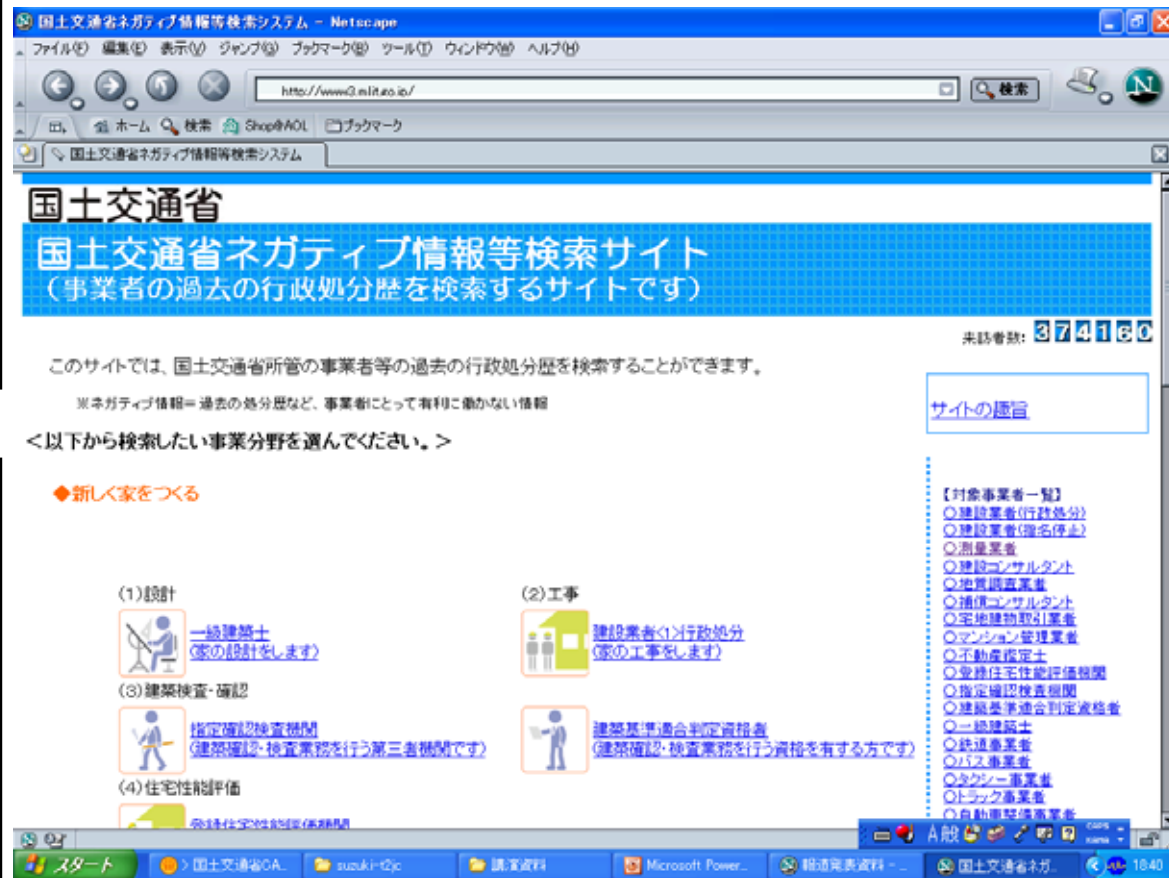 国土交通省ネガティブ情報等検索システム - Netscape
ファイル(F) 編集(E) 表示(V) ジャンプ(G) ブックマーク(B) ツール(T) ウィンドウ(W) ヘルプ(H)
http://www3.mlit.go.jp/
検索
ホーム 検索 Shop@AOL ブックマーク
国土交通省ネガティブ情報等検索システム
国土交通省
国土交通省ネガティブ情報等検索サイト
（事業者の過去の行政処分歴を検索するサイトです）
来訪者数: 374160
このサイトでは、国土交通省所管の事業者等の過去の行政処分歴を検索することができます。
※ネガティブ情報＝過去の処分歴など、事業者にとって有利に働かない情報
サイトの趣旨
＜以下から検索したい事業分野を選んでください。＞
◆新しく家をつくる
(1)設計
一級建築士
(家の設計をします)
(2)工事
建設業者<1>行政処分
(家の工事をします)
(3)建築検査・確認
指定確認検査機関
(建築確認・検査業務を行う第三者機関です)
建築基準適合判定資格者
(建築確認・検査業務を行う資格を有する方です)
(4)住宅性能評価
登録住宅性能評価機関
【対象事業者一覧】
○建設業者(行政処分)
○建設業者(指名停止)
○測量業者
○建設コンサルタント
○地質調査業者
○補償コンサルタント
○宅地建物取引業者
○マンション管理業者
○不動産鑑定士
○登録住宅性能評価機関
○指定確認検査機関
○建築基準適合判定資格者
○一級建築士
○鉄道事業者
○バス事業者
○タクシー事業者
○トラック事業者
○自動車整備事業者
A 般
CAPS
KANA
スタート
国土交通省OA...
suzuki-t2jc
講演資料
Microsoft Power...
報道発表資料 - ...
国土交通省ネガ...
18:40